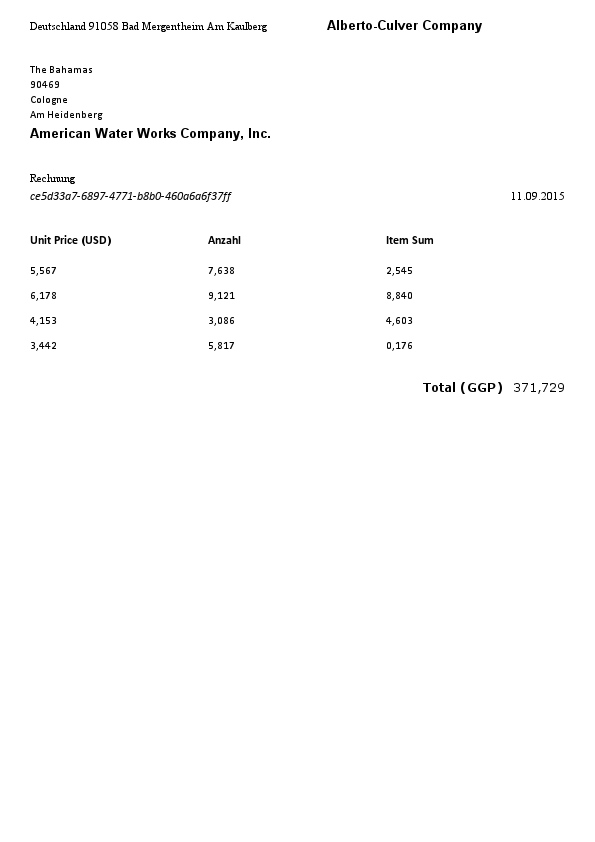 Deutschland 91058 Bad Mergentheim Am Kaulberg Alberto-Culver Company
The Bahamas
90469
Cologne
Am Heidenberg
American Water Works Company, Inc.
Rechnung
ce5d33a7-6897-4771-b8b0-460a6a6f37ff 11.09.2015
Unit Price (USD) Anzahl Item Sum
5,567 7,638 2,545
6,178 9,121 8,840
4,153 3,086 4,603
3,442 5,817 0,176
Total (GGP) 371,729